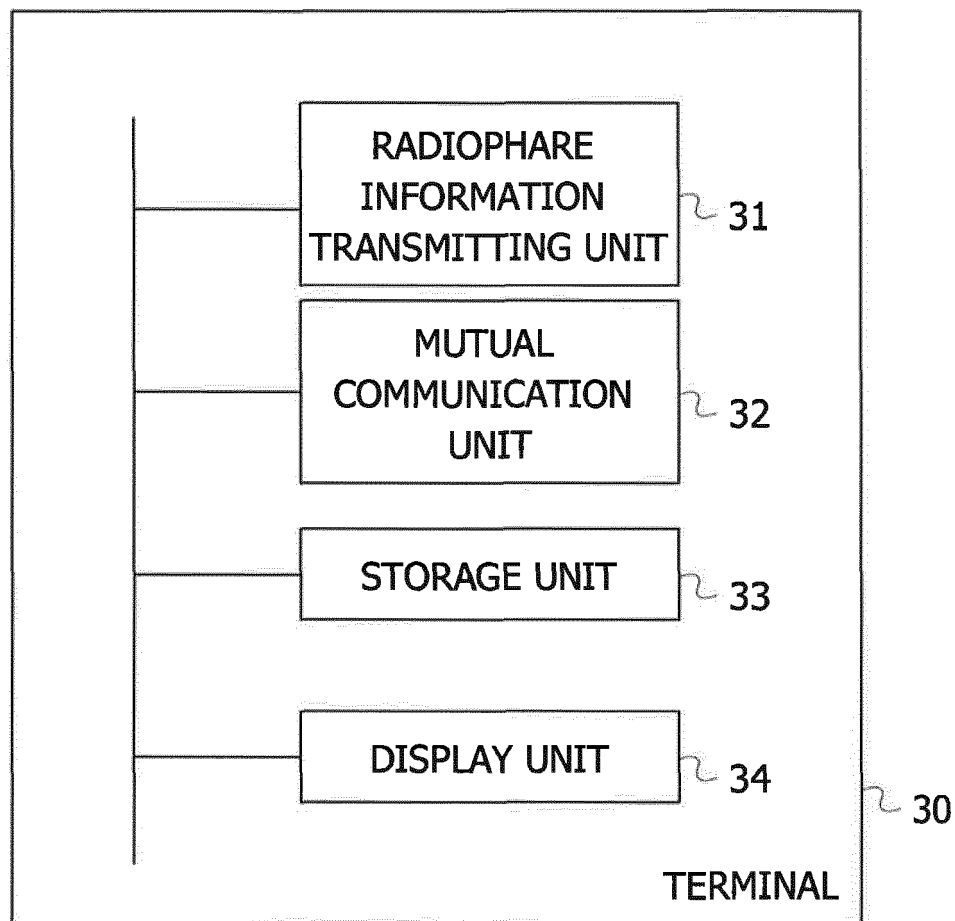 RADIOPHARE
INFORMATION
TRANSMITTING UNIT
31
MUTUAL
COMMUNICATION
UNIT
32
STORAGE UNIT
33
DISPLAY UNIT
34
30
TERMINAL